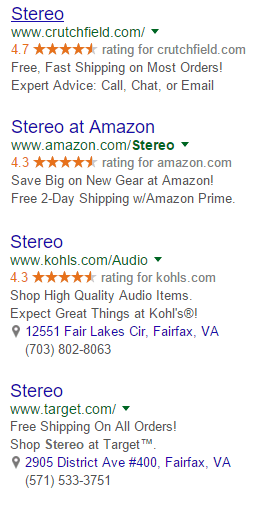 Stereo
www.crutchfield.com/
4.7 rating for crutchfield.com
Free, Fast Shipping on Most Orders!
Expert Advice: Call, Chat, or Email
Stereo at Amazon
www.amazon.com/Stereo
4.3 rating for amazon.com
Save Big on New Gear at Amazon!
Free 2-Day Shipping w/Amazon Prime.
Stereo
www.kohls.com/Audio
4.3 rating for kohls.com
Shop High Quality Audio Items.
Expect Great Things at Kohl's®!
12551 Fair Lakes Cir, Fairfax, VA
(703) 802-8063
Stereo
www.target.com/
Free Shipping On All Orders!
Shop Stereo at Target™.
2905 District Ave #400, Fairfax, VA
(571) 533-3751